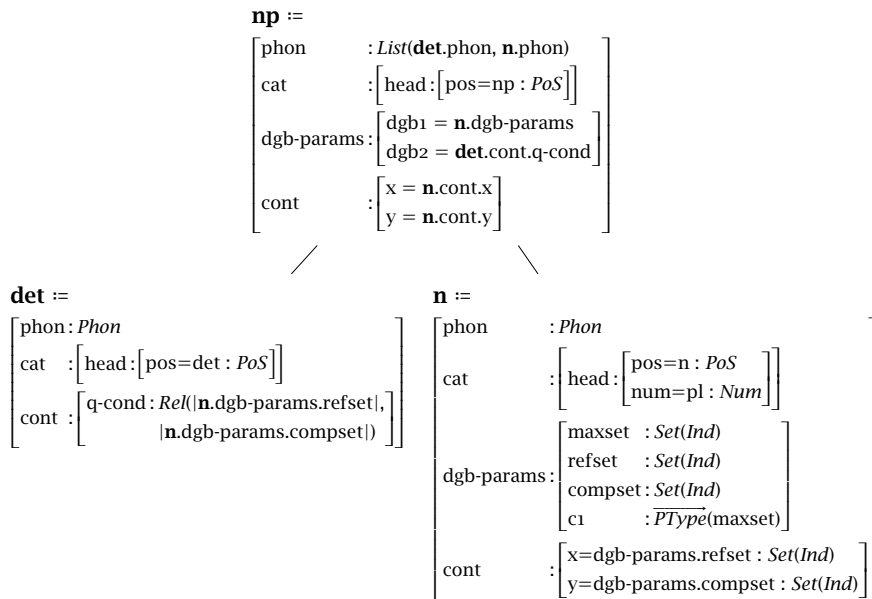 np ≔
phon : List(det.phon, n.phon)
cat : [head : [pos=np : PoS]]
dgb-params : [dgb1 = n.dgb-params
dgb2 = det.cont.q-cond]
cont : [x = n.cont.x
y = n.cont.y]
det ≔
phon : Phon
cat : [head : [pos=det : PoS]]
cont : [q-cond : Rel(|n.dgb-params.refset|,
|n.dgb-params.compset|)]
n ≔
phon : Phon
cat : [head : [pos=n : PoS
num=pl : Num]]
dgb-params : [maxset : Set(Ind)
refset : Set(Ind)
compset : Set(Ind)
c1 : \overrightarrow{PType}(maxset)]
cont : [x=dgb-params.refset : Set(Ind)
y=dgb-params.compset : Set(Ind)]